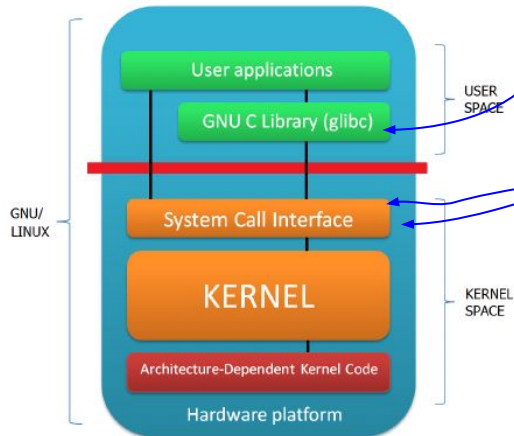 User applications
GNU C Library (glibc)
USER
SPACE
GNU/
LINUX
System Call Interface
KERNEL
KERNEL
SPACE
Architecture-Dependent Kernel Code
Hardware platform